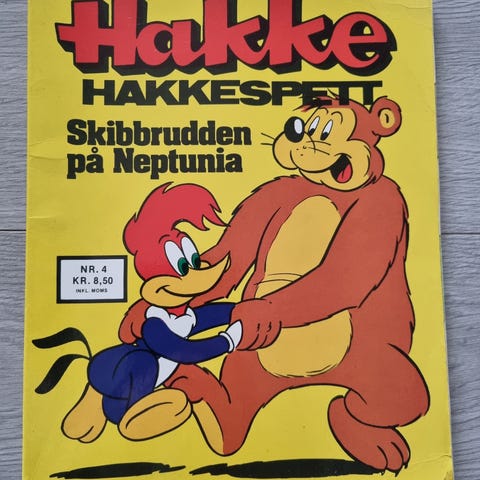 Hakke
HAKKESPETT
Skibbrudden
på Neptunia
NR. 4
KR. 8,50
INKL. MOMS